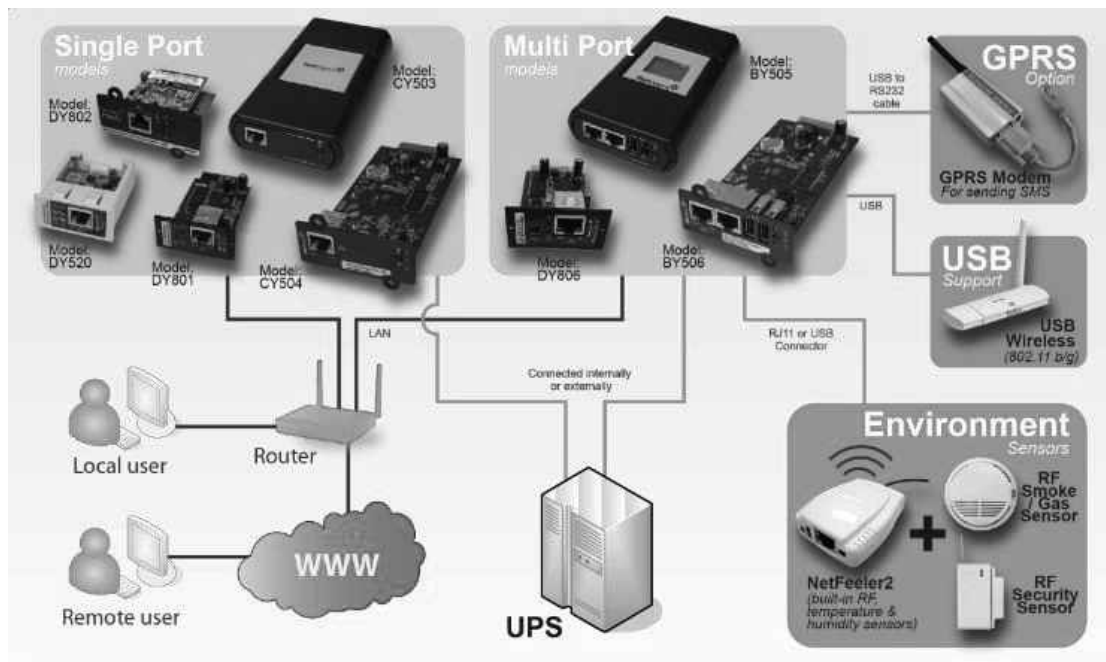 Single Port
models
Model:
CY503
Model:
DY802
Model:
DY520
Model:
DY801
Model:
CY504
Multi Port
models
Model:
BY505
Model:
DY806
Model:
BY506
USB to
RS232
cable
GPRS
Option
GPRS Modem
For sending SMS
USB
USB
Support
USB
Wireless
(802.11 b/g)
LAN
RJ11 or USB
Connector
Connected internally
or externally
Local user
Router
WWW
Remote user
UPS
Environment
Sensors
NetFeeler2
(built-in RF,
temperature &
humidity sensors)
RF
Smoke
/ Gas
Sensor
RF
Security
Sensor